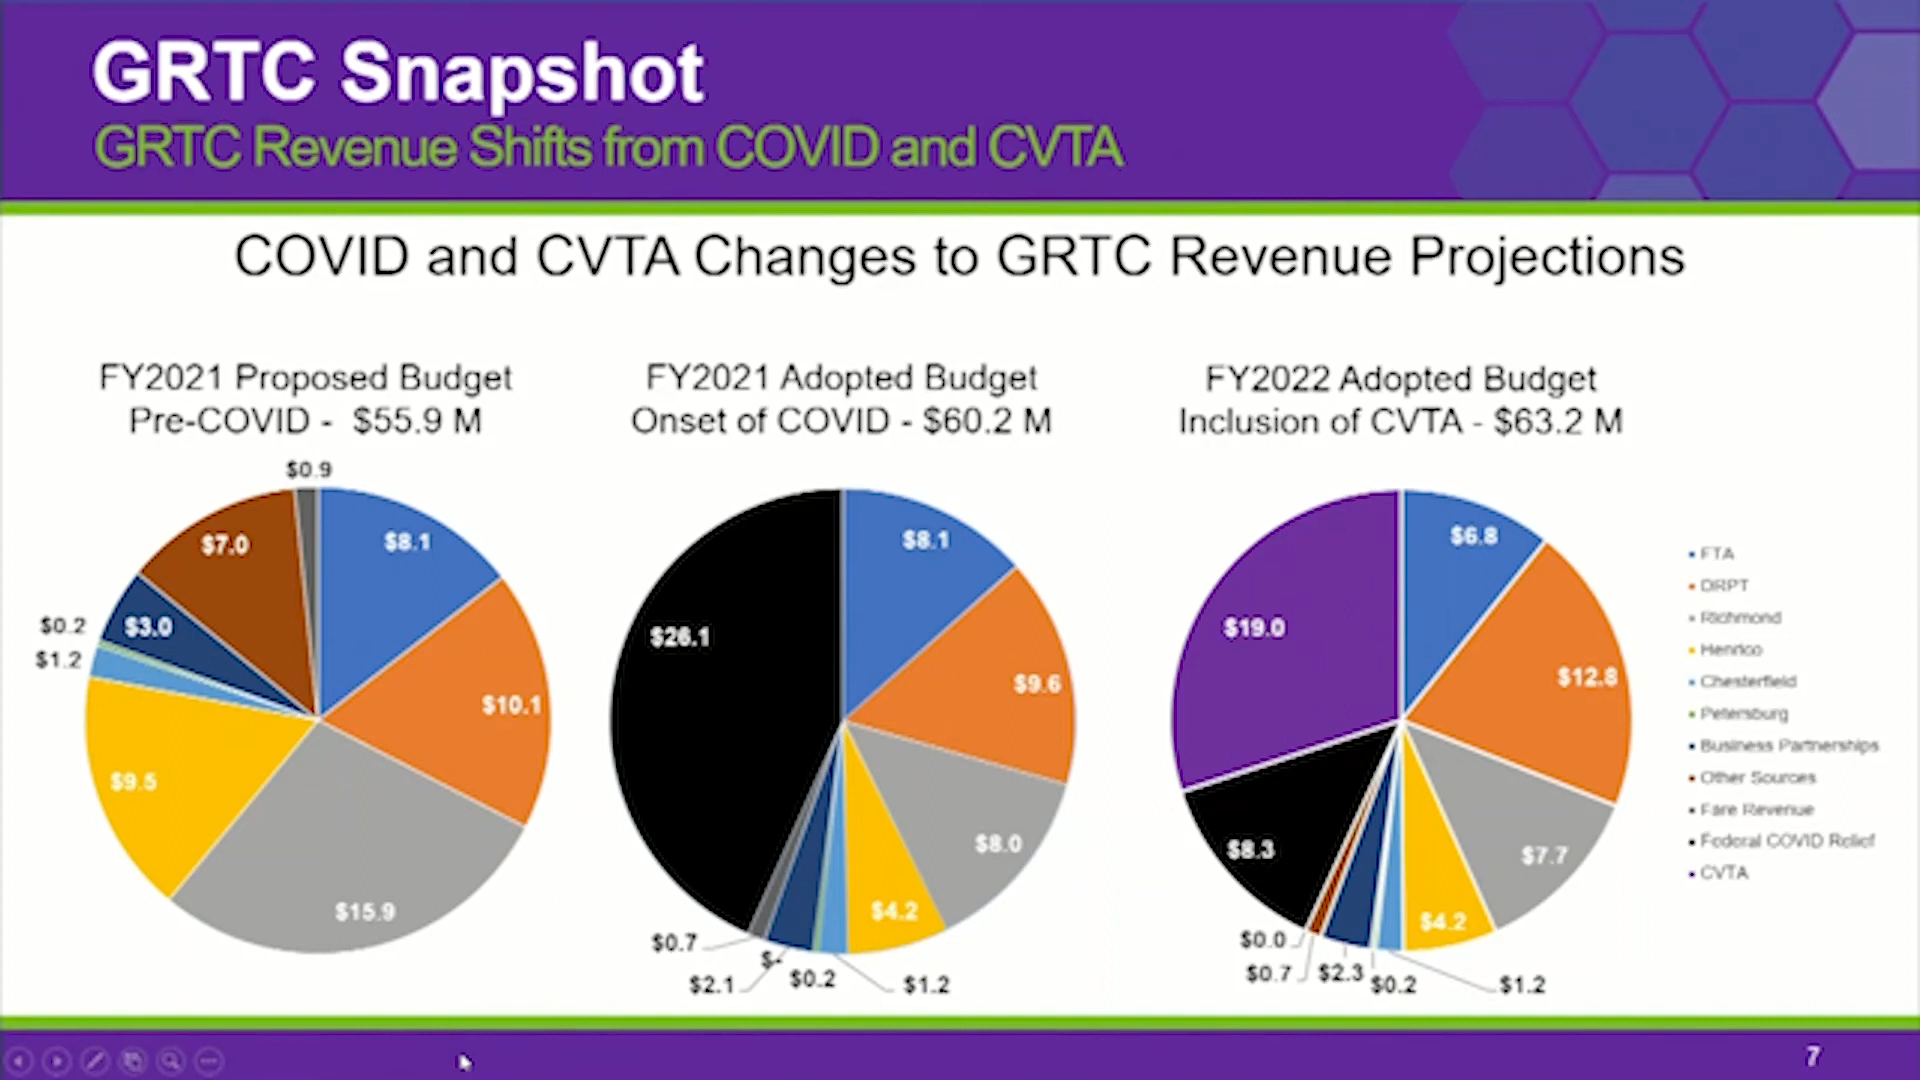 GRTC Snapshot
GRTC Revenue Shifts from COVID and CVTA
COVID and CVTA Changes to GRTC Revenue Projections
FY2021 Proposed Budget
Pre-COVID - $55.9 M
$0.9
$8.1
$10.1
$15.9
$9.5
$1.2
$0.2
$3.0
$7.0
FY2021 Adopted Budget
Onset of COVID - $60.2 M
$8.1
$9.6
$8.0
$4.2
$1.2
$0.2
$2.1
$-
$0.7
$26.1
FY2022 Adopted Budget
Inclusion of CVTA - $63.2 M
$6.8
$12.8
$7.7
$4.2
$1.2
$0.2
$2.3
$0.7
$0.0
$8.3
$19.0
FTA
DRPT
Richmond
Henrico
Chesterfield
Petersburg
Business Partnerships
Other Sources
Fare Revenue
Federal COVID Relief
CVTA
7